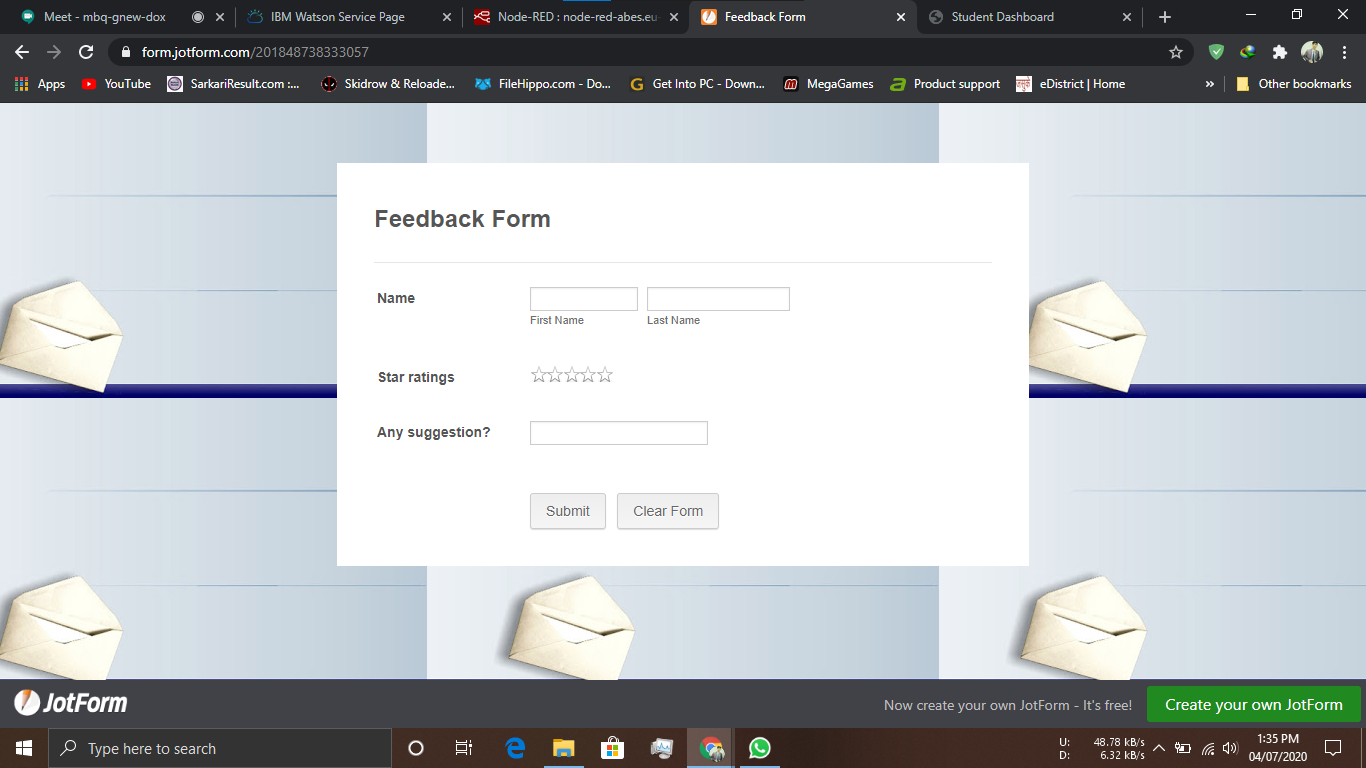 Meet - mbq-gnew-dox
IBM Watson Service Page
Node-RED : node-red-abes.eu-
Feedback Form
Student Dashboard
form.jotform.com/201848738333057
Apps
YouTube
SarkariResult.com :...
Skidrow & Reloade...
FileHippo.com - Do...
Get Into PC - Down...
MegaGames
Product support
eDistrict | Home
»
Other bookmarks
Feedback Form
Name
First Name
Last Name
Star ratings
Any suggestion?
Submit
Clear Form
JotForm
Now create your own JotForm - It's free!
Create your own JotForm
Type here to search
U: 48.78 kB/s
D: 6.32 kB/s
1:35 PM
04/07/2020